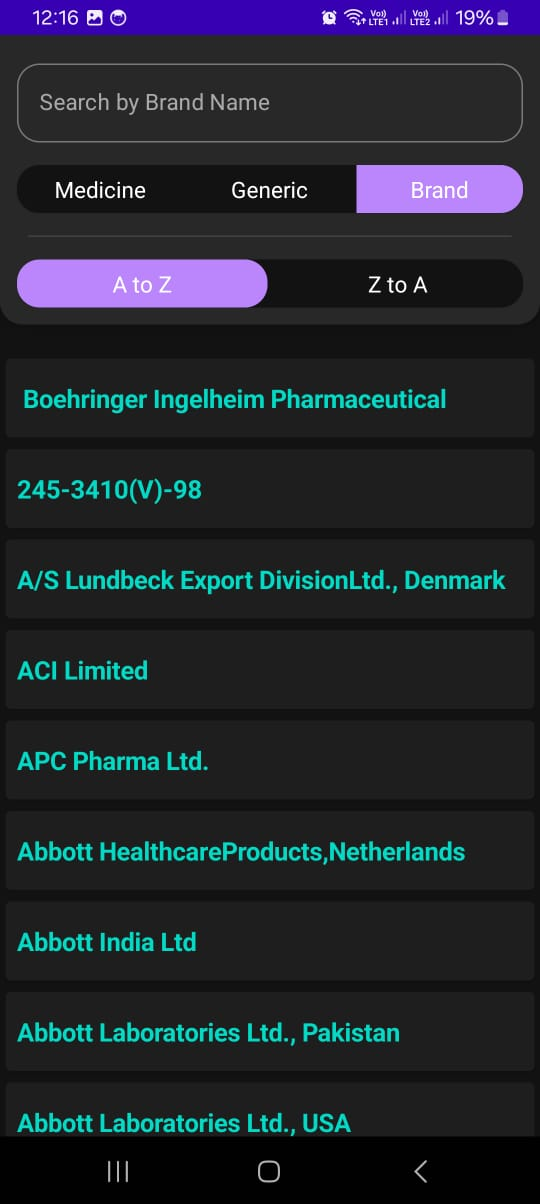 12:16
Vo)) LTE1 Vo)) LTE2 19%
Search by Brand Name
Medicine Generic Brand
A to Z Z to A
Boehringer Ingelheim Pharmaceutical
245-3410(V)-98
A/S Lundbeck Export DivisionLtd., Denmark
ACI Limited
APC Pharma Ltd.
Abbott HealthcareProducts,Netherlands
Abbott India Ltd
Abbott Laboratories Ltd., Pakistan
Abbott Laboratories Ltd., USA